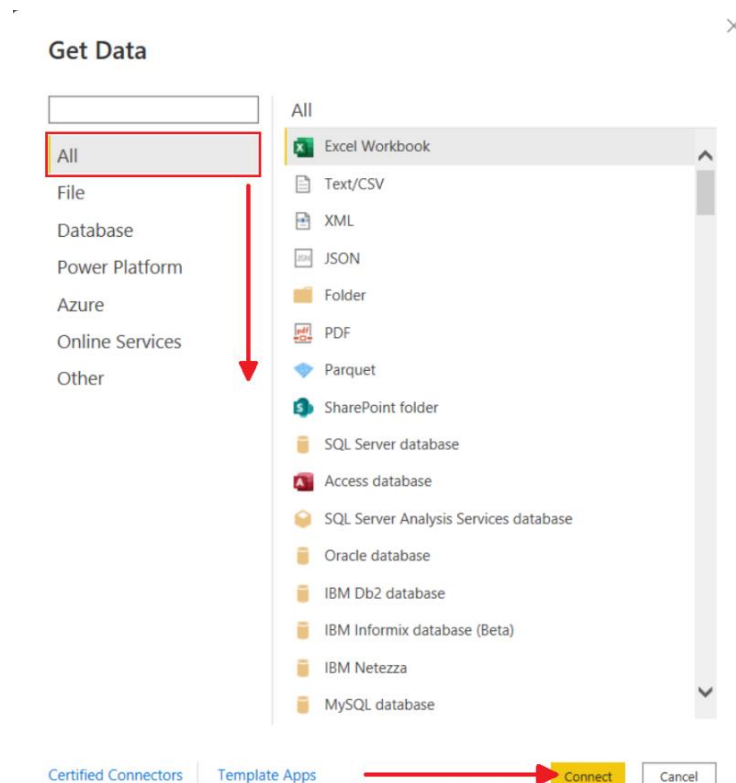 Get Data
All
File
Database
Power Platform
Azure
Online Services
Other
All
Excel Workbook
Text/CSV
XML
JSON
Folder
PDF
Parquet
SharePoint folder
SQL Server database
Access database
SQL Server Analysis Services database
Oracle database
IBM Db2 database
IBM Informix database (Beta)
IBM Netezza
MySQL database
Certified Connectors
Template Apps
Connect
Cancel